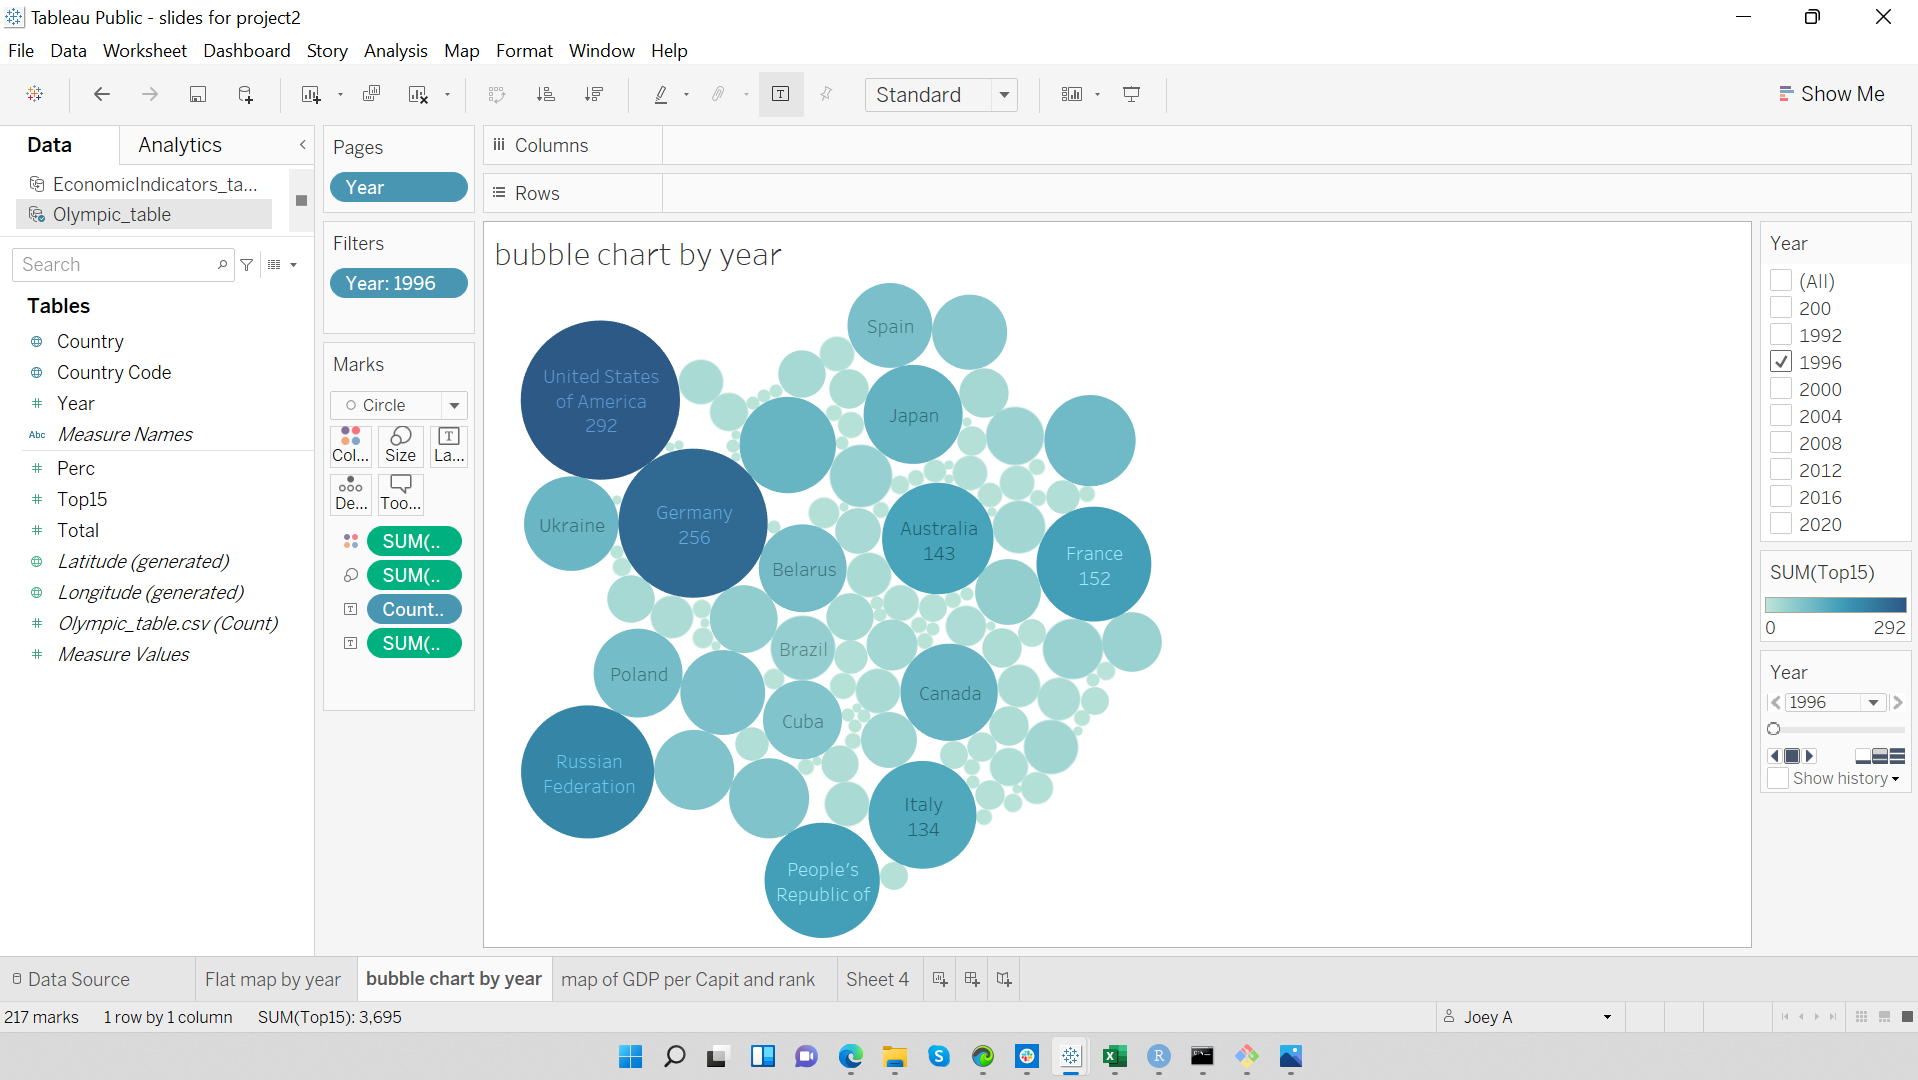 Tableau Public - slides for project2
File Data Worksheet Dashboard Story Analysis Map Format Window Help
Standard
Show Me
Data
Analytics
EconomicIndicators_ta...
Olympic_table
Search
Tables
Country
Country Code
Year
Abc Measure Names
Perc
Top15
Total
Latitude (generated)
Longitude (generated)
Olympic_table.csv (Count)
Measure Values
Pages
Year
Filters
Year: 1996
Marks
Circle
Col...
Size
La...
De...
Too...
SUM(..
SUM(..
Count..
SUM(..
Columns
Rows
bubble chart by year
Spain
United States
of America
292
Japan
Ukraine
Germany
256
Australia
143
France
152
Belarus
Brazil
Poland
Canada
Cuba
Russian
Federation
Italy
134
People's
Republic of
Year
(All)
200
1992
1996
2000
2004
2008
2012
2016
2020
SUM(Top15)
0 292
Year
1996
Show history
Data Source
Flat map by year
bubble chart by year
map of GDP per Capit and rank
Sheet 4
217 marks 1 row by 1 column SUM(Top15): 3,695
Joey A